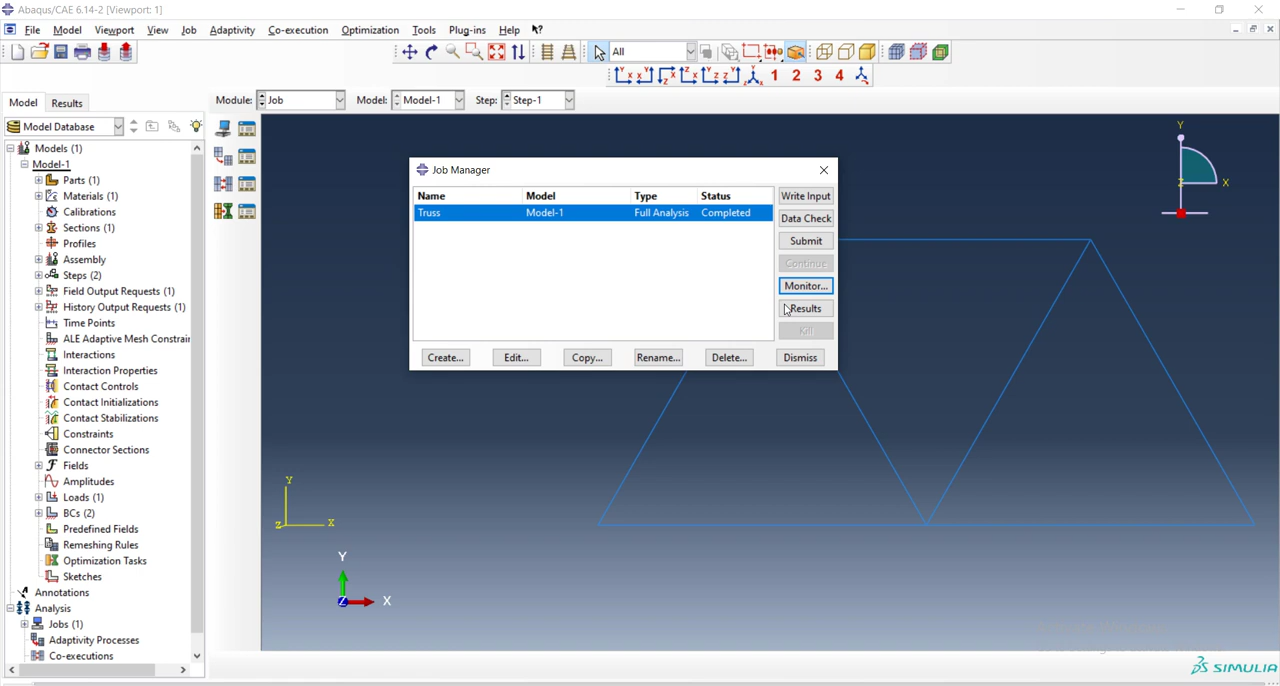 Abaqus/CAE 6.14-2 [Viewport: 1]
File Model Viewport View Job Adaptivity Co-execution Optimization Tools Plug-ins Help
All
1 2 3 4
Model Results
Module: Job Model: Model-1 Step: Step-1
Model Database
Models (1)
Model-1
Parts (1)
Materials (1)
Calibrations
Sections (1)
Profiles
Assembly
Steps (2)
Field Output Requests (1)
History Output Requests (1)
Time Points
ALE Adaptive Mesh Constrain
Interactions
Interaction Properties
Contact Controls
Contact Initializations
Contact Stabilizations
Constraints
Connector Sections
Fields
Amplitudes
Loads (1)
BCs (2)
Predefined Fields
Remeshing Rules
Optimization Tasks
Sketches
Annotations
Analysis
Jobs (1)
Adaptivity Processes
Co-executions
Job Manager
Name Model Type Status
Truss Model-1 Full Analysis Completed
Write Input
Data Check
Submit
Continue
Monitor...
Results
Kill
Create... Edit... Copy... Rename... Delete... Dismiss
Y
Z X
Y
Z X
Y
Z X
SIMULIA